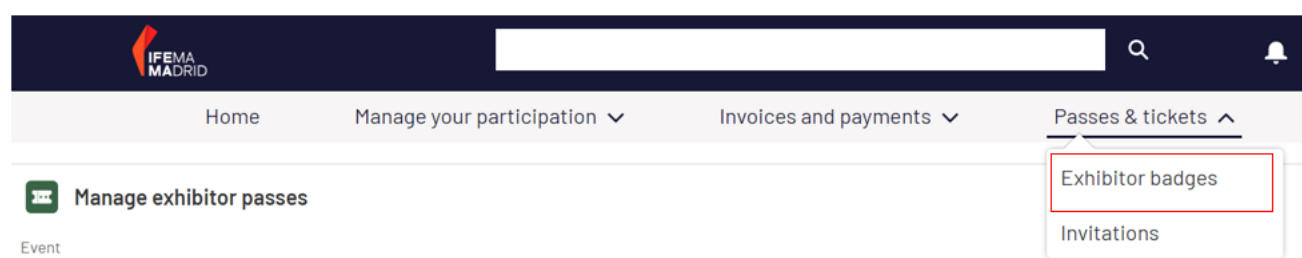 IFEMA
MADRID
Home Manage your participation Invoices and payments Passes & tickets
Exhibitor badges
Manage exhibitor passes
Invitations
Event